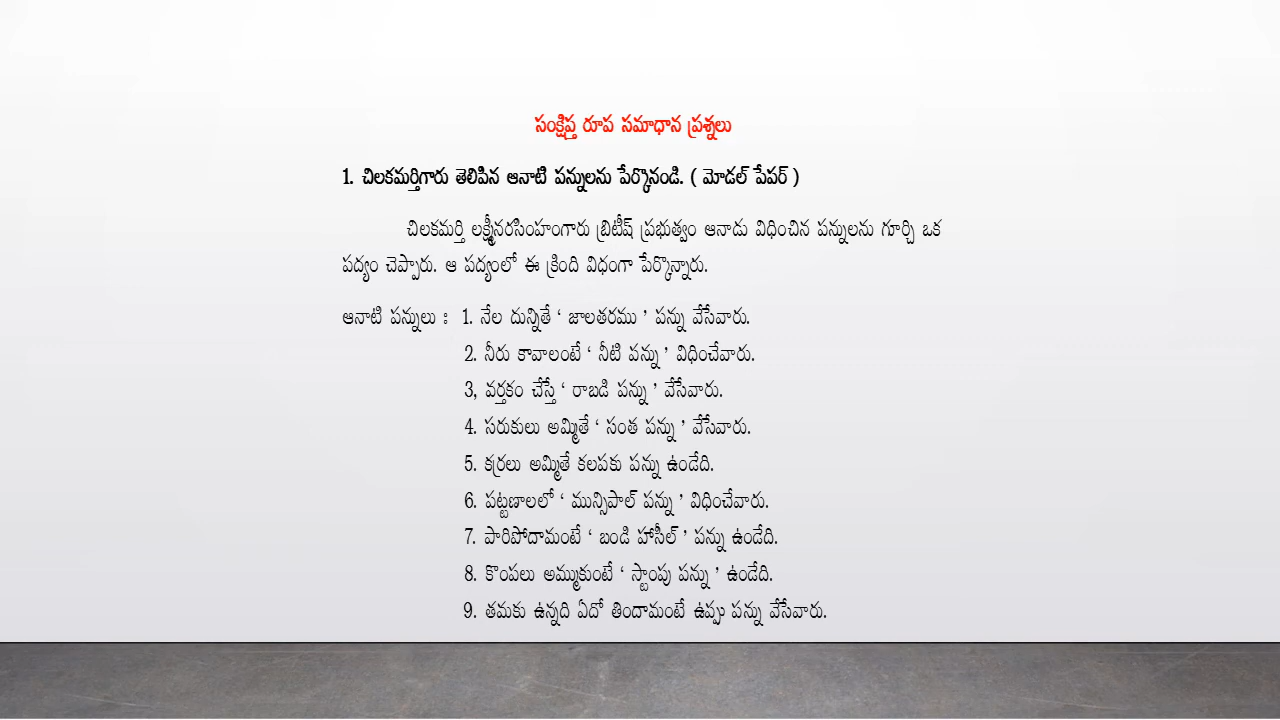 సంక్షిప్త రూప సమాధాన ప్రశ్నలు
1. చిలకమర్తిగారు తెలిపిన ఆనాటి పన్నులను పేర్కొనండి. ( మోడల్ పేపర్ )
చిలకమర్తి లక్ష్మీనరసింహంగారు బ్రిటీష్ ప్రభుత్వం ఆనాడు విధించిన పన్నులను గూర్చి ఒక
పద్యం చెప్పారు. ఆ పద్యంలో ఈ క్రింది విధంగా పేర్కొన్నారు.
ఆనాటి పన్నులు : 1. నేల దున్నితే ‘ జాలతరము ’ పన్ను వేసేవారు.
2. నీరు కావాలంటే ‘ నీటి పన్ను ’ విధించేవారు.
3, వర్తకం చేస్తే ‘ రాబడి పన్ను ’ వేసేవారు.
4. సరుకులు అమ్మితే ‘ సంత పన్ను ’ వేసేవారు.
5. కర్రలు అమ్మితే కలపకు పన్ను ఉండేది.
6. పట్టణాలలో ‘ మున్సిపాల్ పన్ను ’ విధించేవారు.
7. పారిపోదామంటే ‘ బండి హాసీల్ ’ పన్ను ఉండేది.
8. కొంపలు అమ్ముకుంటే ‘ స్టాంపు పన్ను ’ ఉండేది.
9. తమకు ఉన్నది ఏదో తిందామంటే ఉప్పు పన్ను వేసేవారు.